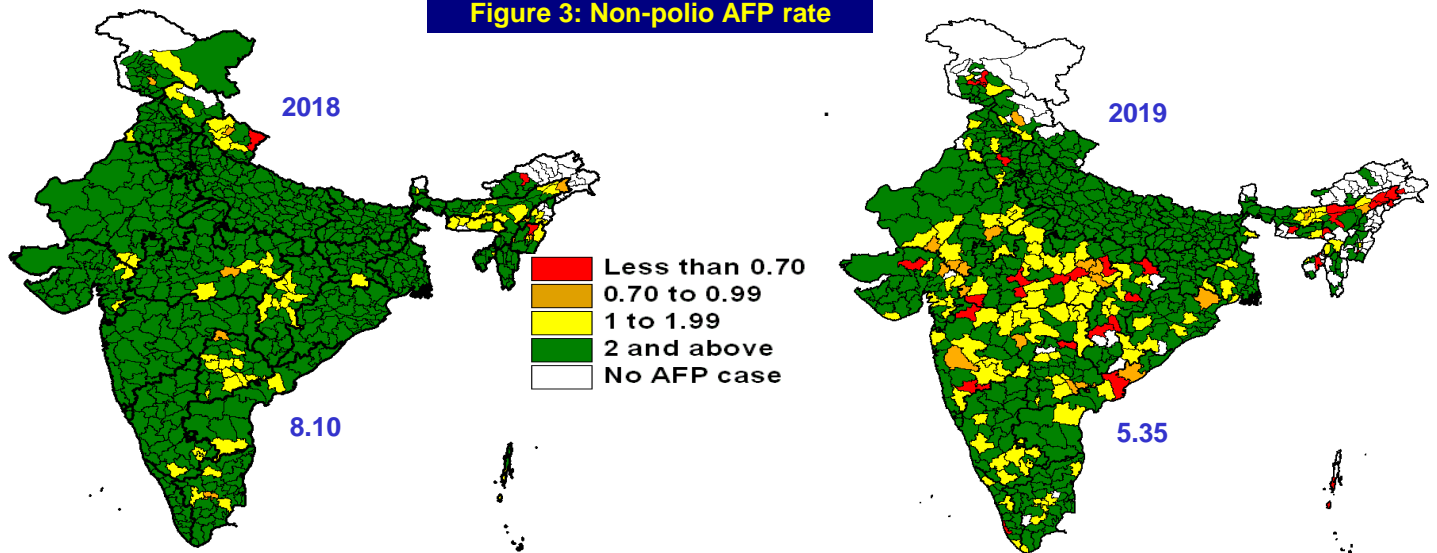 Figure 3: Non-polio AFP rate
2018
2019
.
Less than 0.70
0.70 to 0.99
1 to 1.99
2 and above
No AFP case
8.10
5.35